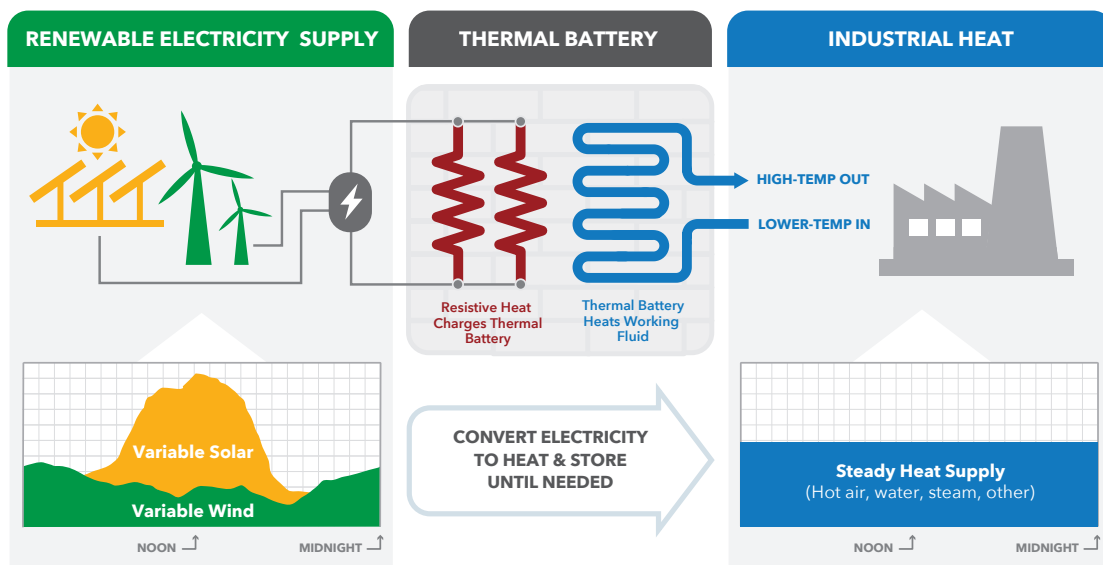 RENEWABLE ELECTRICITY SUPPLY
THERMAL BATTERY
INDUSTRIAL HEAT
HIGH-TEMP OUT
LOWER-TEMP IN
Resistive Heat
Charges Thermal
Battery
Thermal Battery
Heats Working
Fluid
Variable Solar
Variable Wind
NOON
MIDNIGHT
CONVERT ELECTRICITY
TO HEAT & STORE
UNTIL NEEDED
Steady Heat Supply
(Hot air, water, steam, other)
NOON
MIDNIGHT